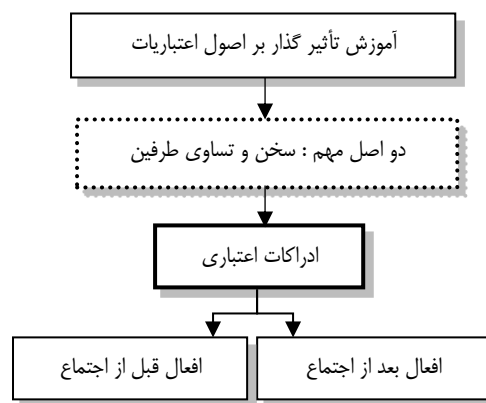 آموزش تأثیر گذار بر اصول اعتباریات
دو اصل مهم : سخن و تساوی طرفین
ادراکات اعتباری
افعال بعد از اجتماع
افعال قبل از اجتماع